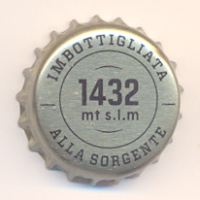 IMBOTTIGLIATA
1432
mt s.l.m
ALLA SORGENTE